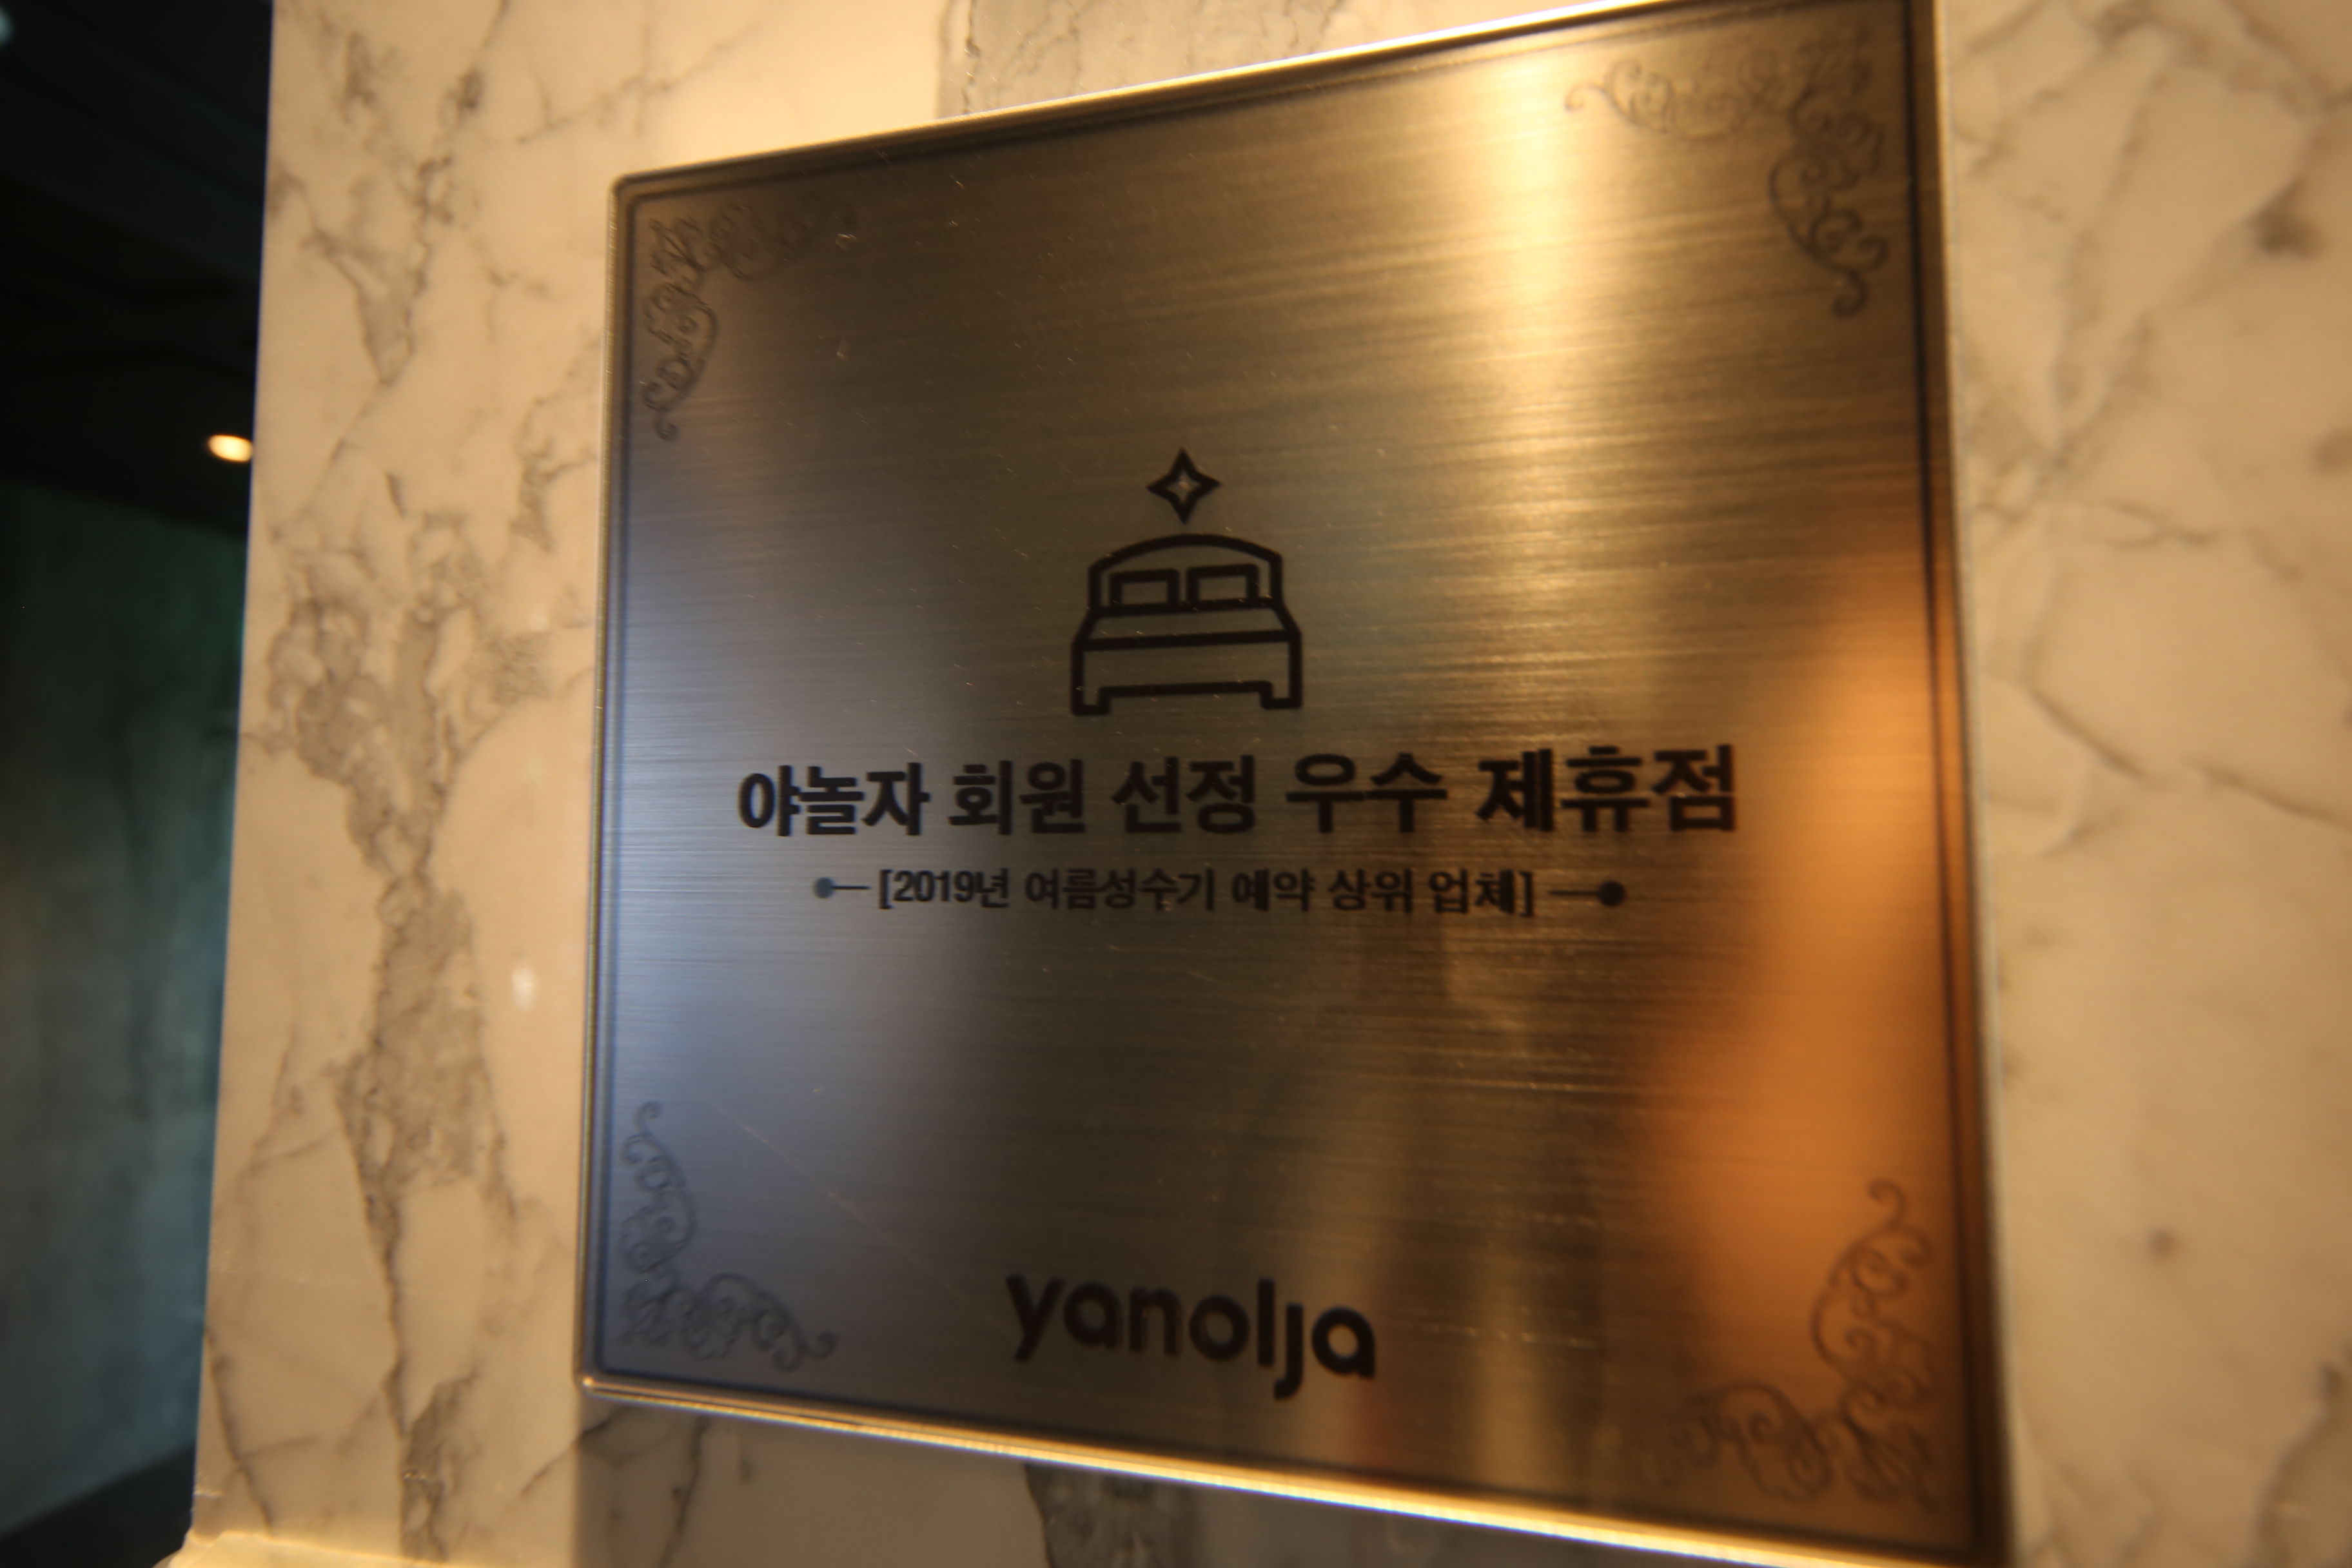 야놀자 회원 선정 우수 제휴점
[2019년 여름성수기 예약 상위 업체]
yanolja